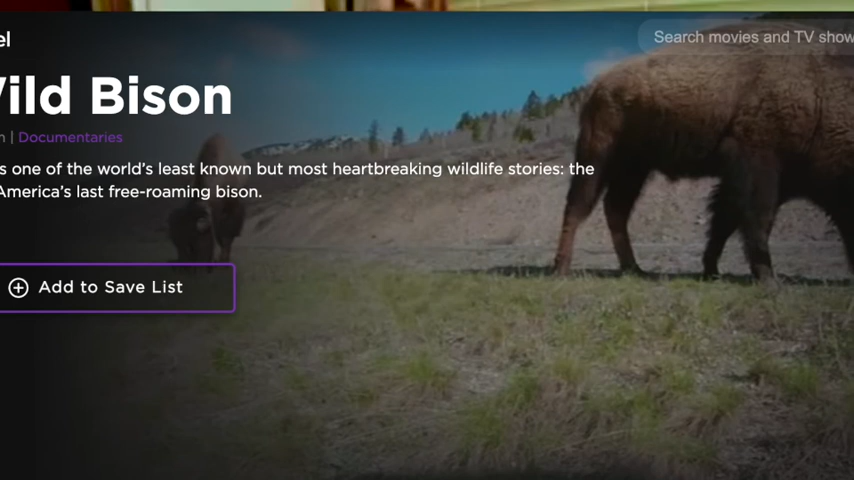 el
Search movies and TV show
ild Bison
| Documentaries
s one of the world's least known but most heartbreaking wildlife stories: the
America's last free-roaming bison.
Add to Save List